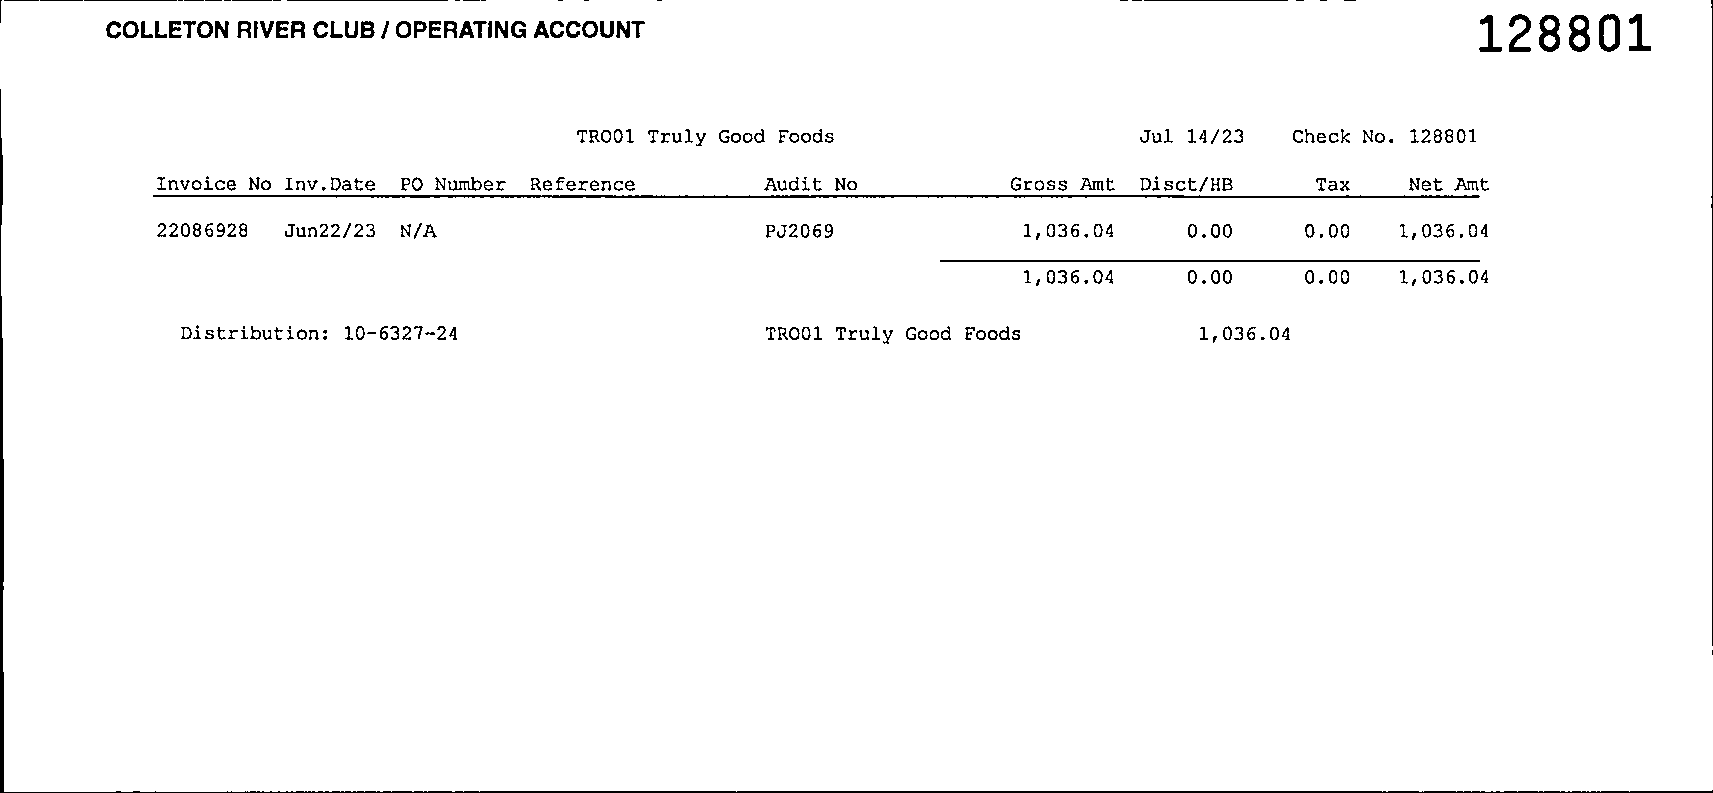 COLLETON RIVER CLUB / OPERATING ACCOUNT 128801
TRO01 Truly Good Foods Jul 14/23 Check No. 128801
Invoice No Inv.Date PO Number Reference Audit No Gross Amt Disct/HB Tax Net Amt
22086928 Jun22/23 N/A PJ2069 1,036.04 0.00 0.00 1,036.04
1,036.04 0.00 0.00 1,036.04
Distribution: 10-6327-24 TRO01 Truly Good Foods 1,036.04